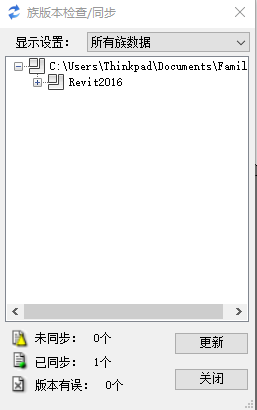 族版本检查/同步
显示设置： 所有族数据
C:\Users\Thinkpad\Documents\Famil
Revit2016
未同步： 0个
更新
已同步： 1个
关闭
版本有误： 0个